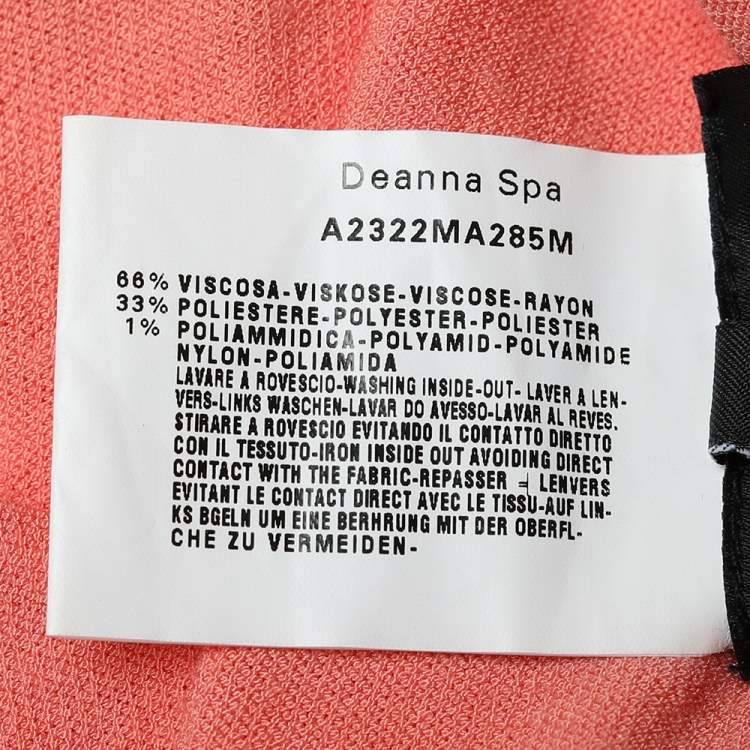 Deanna Spa
A2322MA285M
66% VISCOSA-VISKOSE-VISCOSE-RAYON
33% POLIESTERE-POLYESTER-POLIESTER
1% POLIAMMIDICA-POLYAMID-POLYAMIDE
NYLON-POLIAMIDA
LAVARE A ROVESCIO-WASHING INSIDE-OUT- LAVER A LEN-
VERS-LINKS WASCHEN-LAVAR DO AVESSO-LAVAR AL REVES.
STIRARE A ROVESCIO EVITANDO IL CONTATTO DIRETTO
CON IL TESSUTO-IRON INSIDE OUT AVOIDING DIRECT
CONTACT WITH THE FABRIC-REPASSER LENVERS
EVITANT LE CONTACT DIRECT AVEC LE TISSU-AUF LIN-
KS BGELN UM EINE BERHRUNG MIT DER OBERFL-
CHE ZU VERMEIDEN-